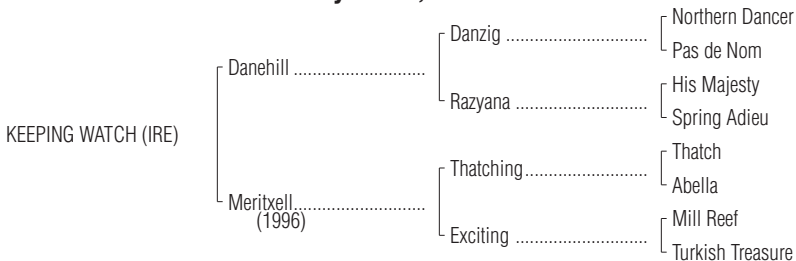 Northern Dancer
Danzig ..............................
Pas de Nom
Danehill ............................
His Majesty
Razyana ..............................
Spring Adieu
KEEPING WATCH (IRE)
Thatch
Thatching..........................
Abella
Meritxell............................
(1996)
Mill Reef
Exciting ............................
Turkish Treasure